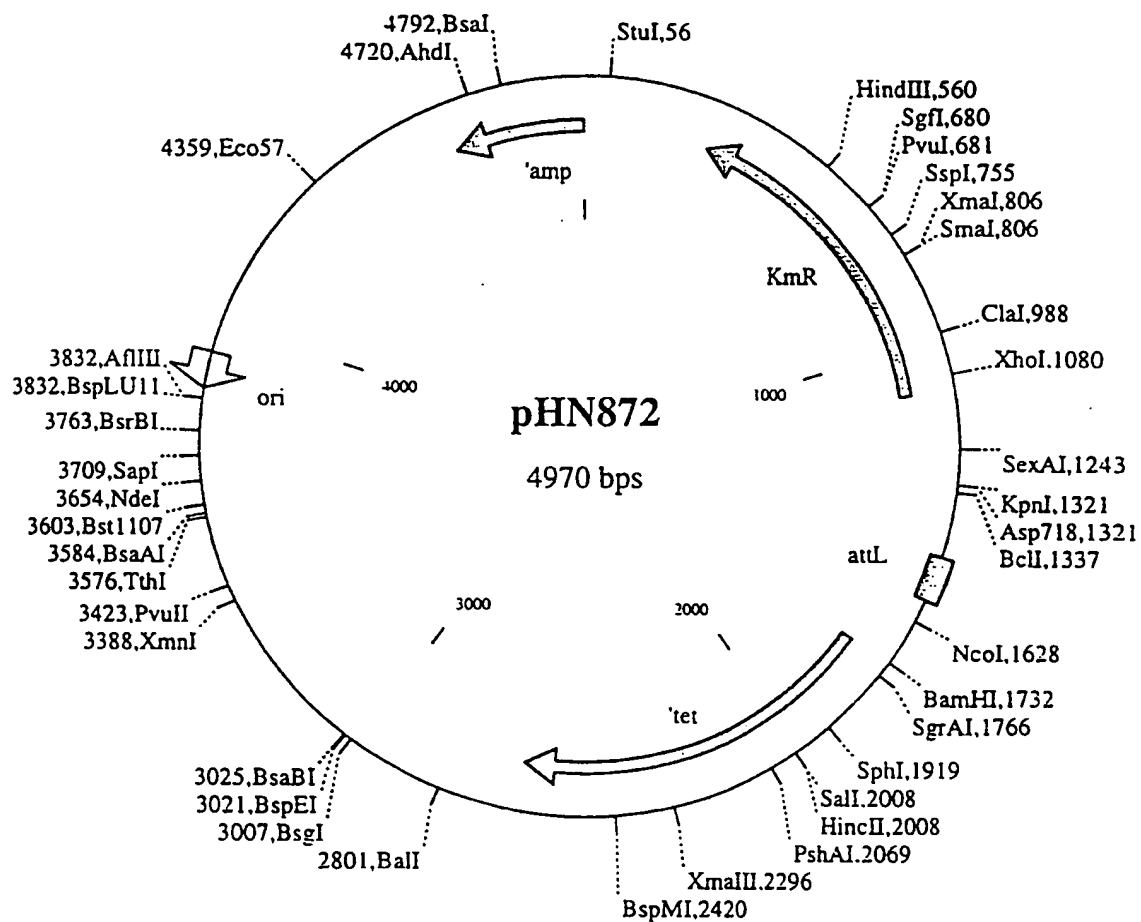 4792,BsaI
4720,AhdI
StuI,56
HindIII,560
SgfI,680
PvuI,681
SspI,755
XmaI,806
SmaI,806
4359,Eco57
'amp
KmR
ClaI,988
XhoI.1080
3832,AflIII
3832,BspLU11
3763,BsrBI
3709,SapI
3654,NdeI
3603,Bst1107
3584,BsaAI
3576,TthI
3423,PvuII
3388,XmnI
ori
4000
1000
pHN872
4970 bps
SexAI,1243
KpnI,1321
Asp718,1321
BclI,1337
attL
3000
2000
NcoI,1628
BamHI,1732
SgrAI,1766
'tet
SphI,1919
SalI.2008
HincII,2008
PshAI.2069
3025,BsaBI
3021,BspEI
3007,BsgI
2801,BalI
XmaIII,2296
BspMI,2420